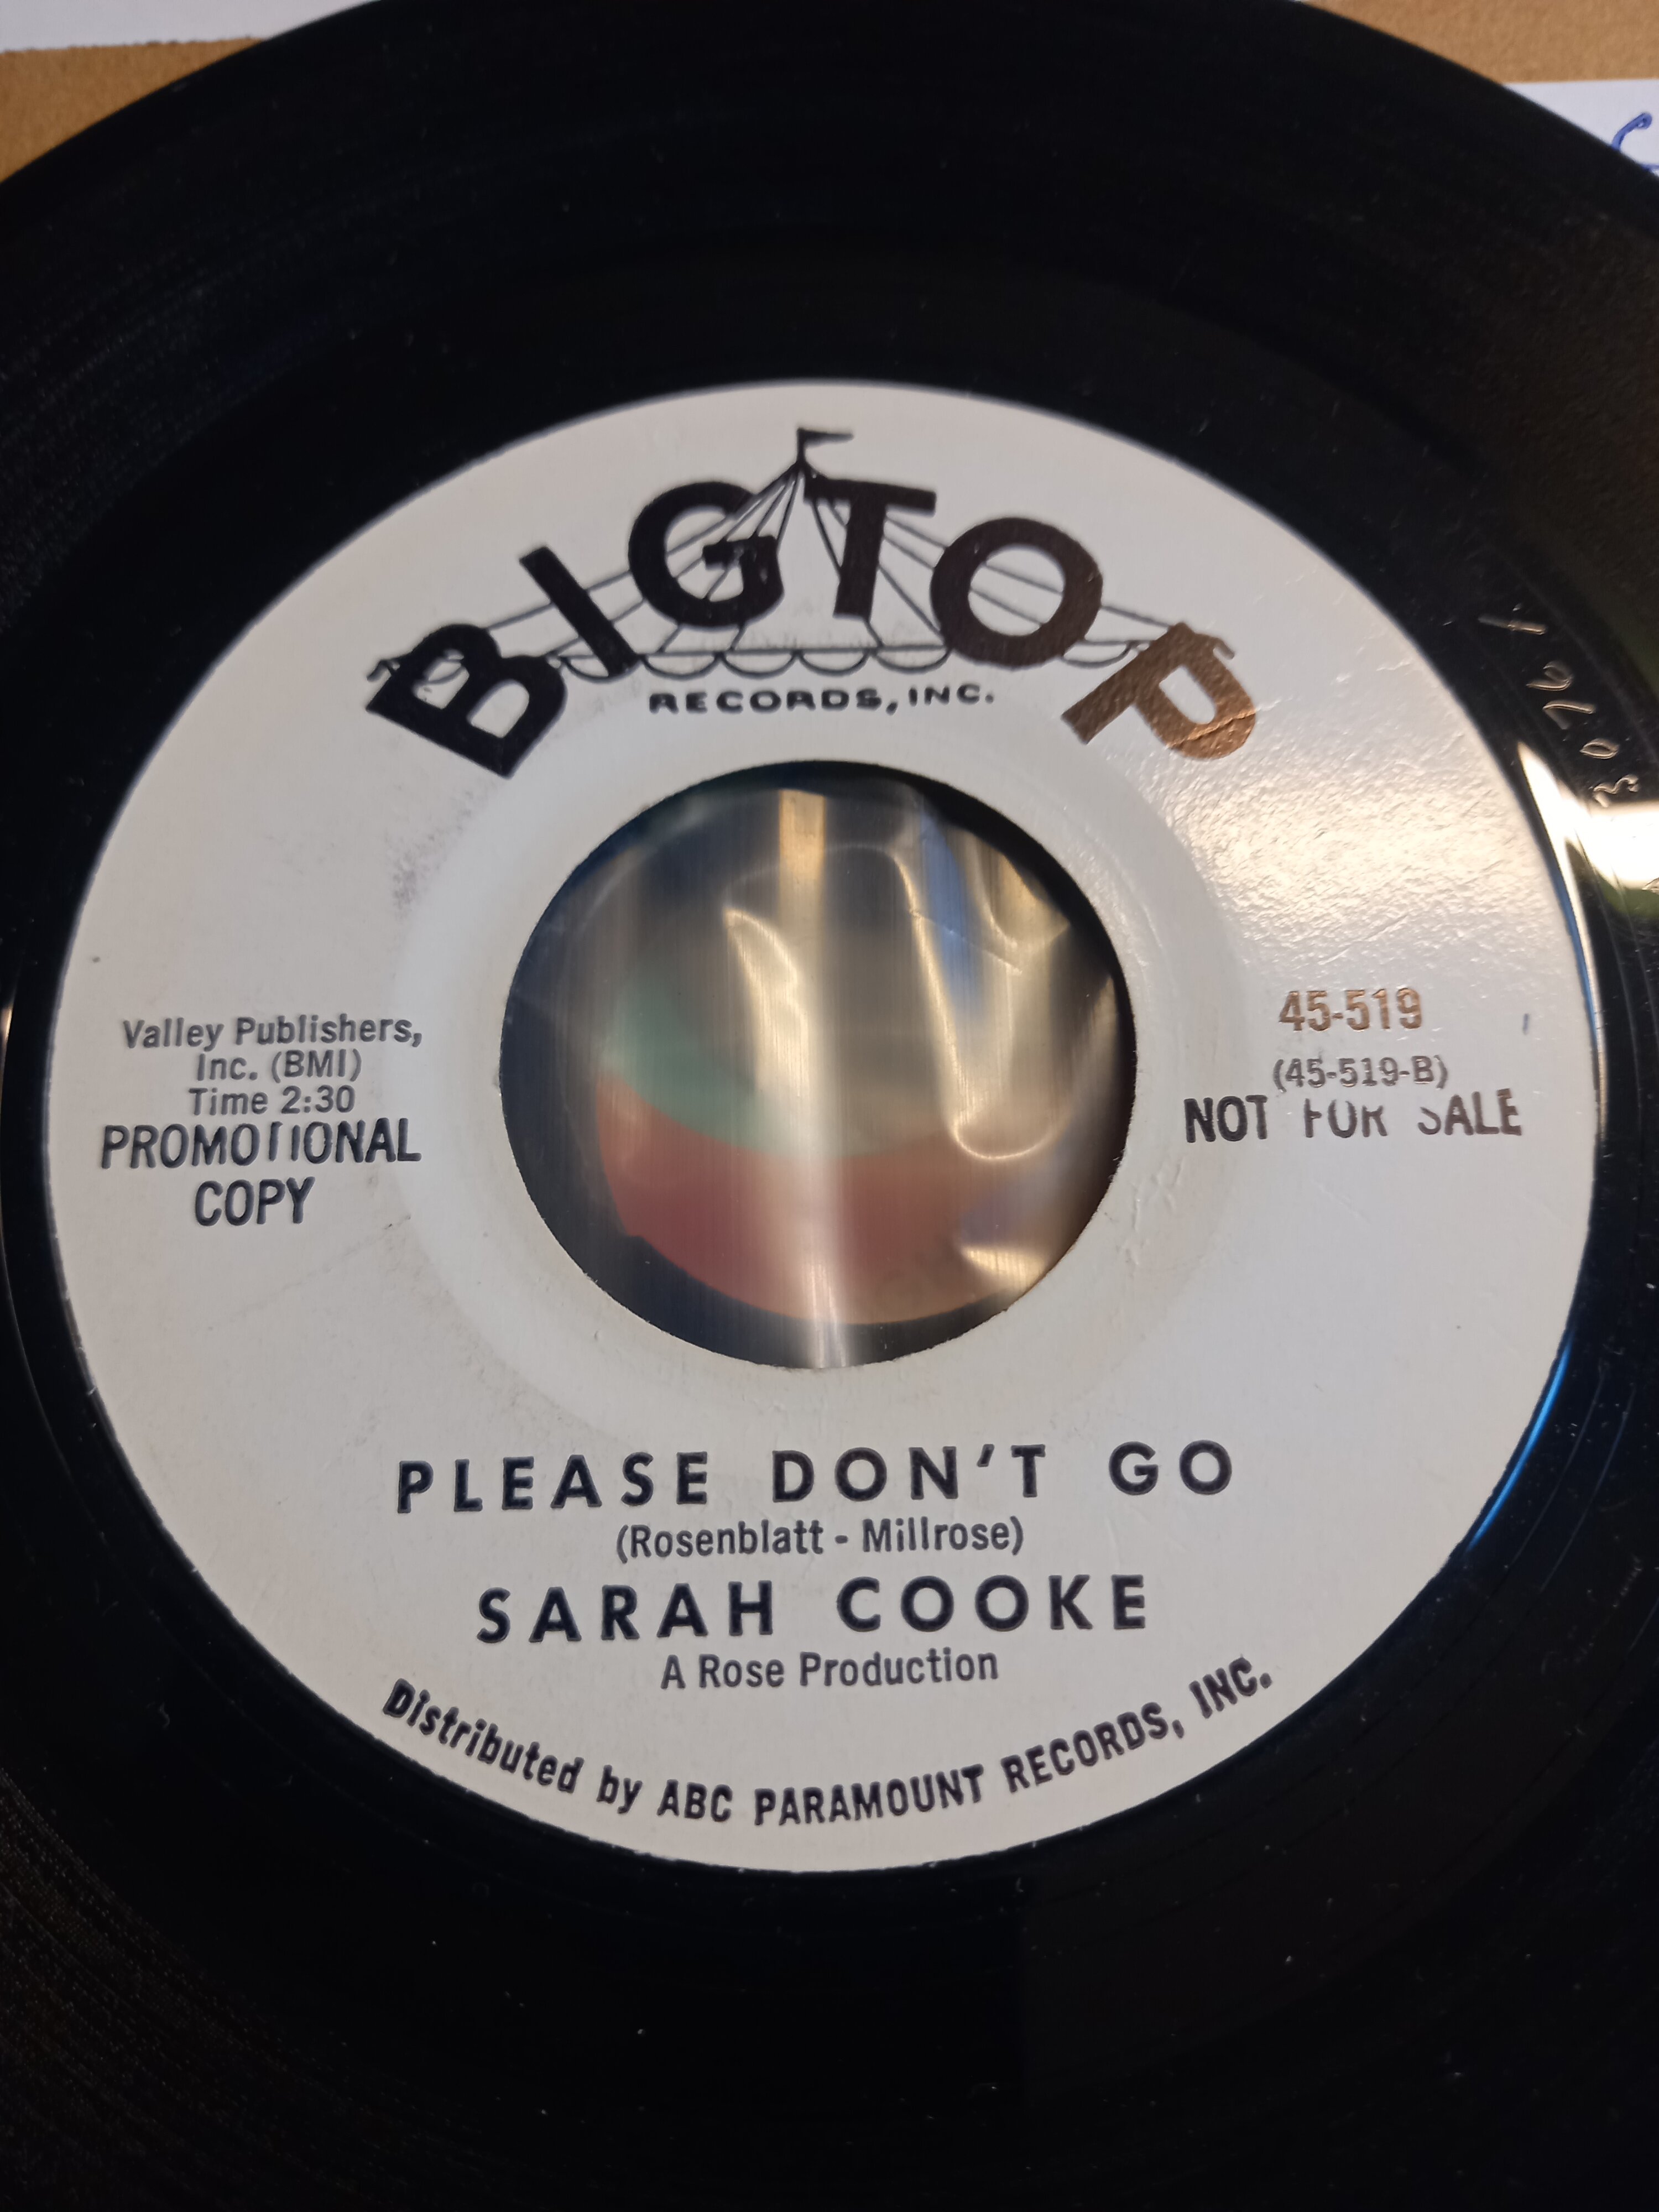 BIGTOP
RECORDS, INC.
Valley Publishers,
Inc. (BMI)
Time 2:30
PROMOTIONAL
COPY
45-519
(45-519-B)
NOT FOR SALE
PLEASE DON'T GO
(Rosenblatt - Millrose)
SARAH COOKE
A Rose Production
Distributed by ABC PARAMOUNT RECORDS, INC.